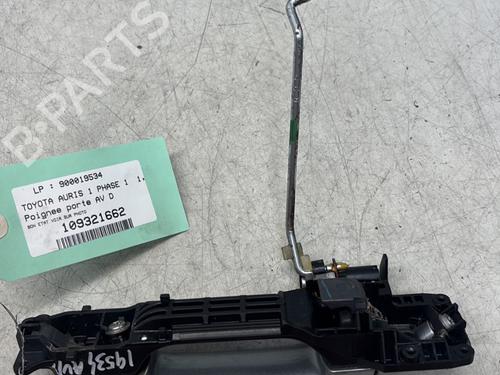 B-PARTS
LP : 900019534
TOYOTA AURIS 1 PHASE 1 1.
Poignee porte AV D
BON ETAT VOIR SUR PHOTO
109321662